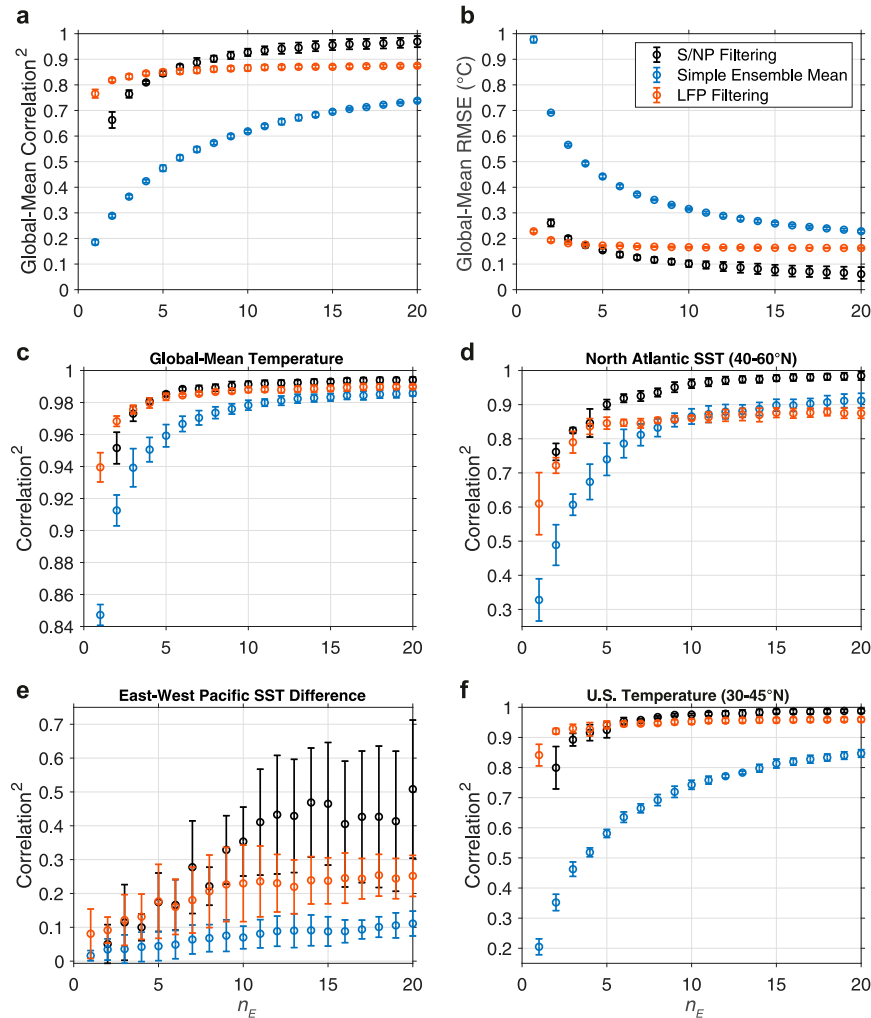 a
Global-Mean Correlation²
1
0.9
0.8
0.7
0.6
0.5
0.4
0.3
0.2
0.1
0
0 5 10 15 20
b
Global-Mean RMSE (°C)
1
0.9
0.8
0.7
0.6
0.5
0.4
0.3
0.2
0.1
0
0 5 10 15 20
S/NP Filtering
Simple Ensemble Mean
LFP Filtering
c
Global-Mean Temperature
Correlation²
1
0.98
0.96
0.94
0.92
0.9
0.88
0.86
0.84
0 5 10 15 20
d
North Atlantic SST (40-60°N)
Correlation²
1
0.9
0.8
0.7
0.6
0.5
0.4
0.3
0 5 10 15 20
e
East-West Pacific SST Difference
Correlation²
0.7
0.6
0.5
0.4
0.3
0.2
0.1
0
0 5 10 15 20
n_E
f
U.S. Temperature (30-45°N)
Correlation²
1
0.9
0.8
0.7
0.6
0.5
0.4
0.3
0.2
0 5 10 15 20
n_E